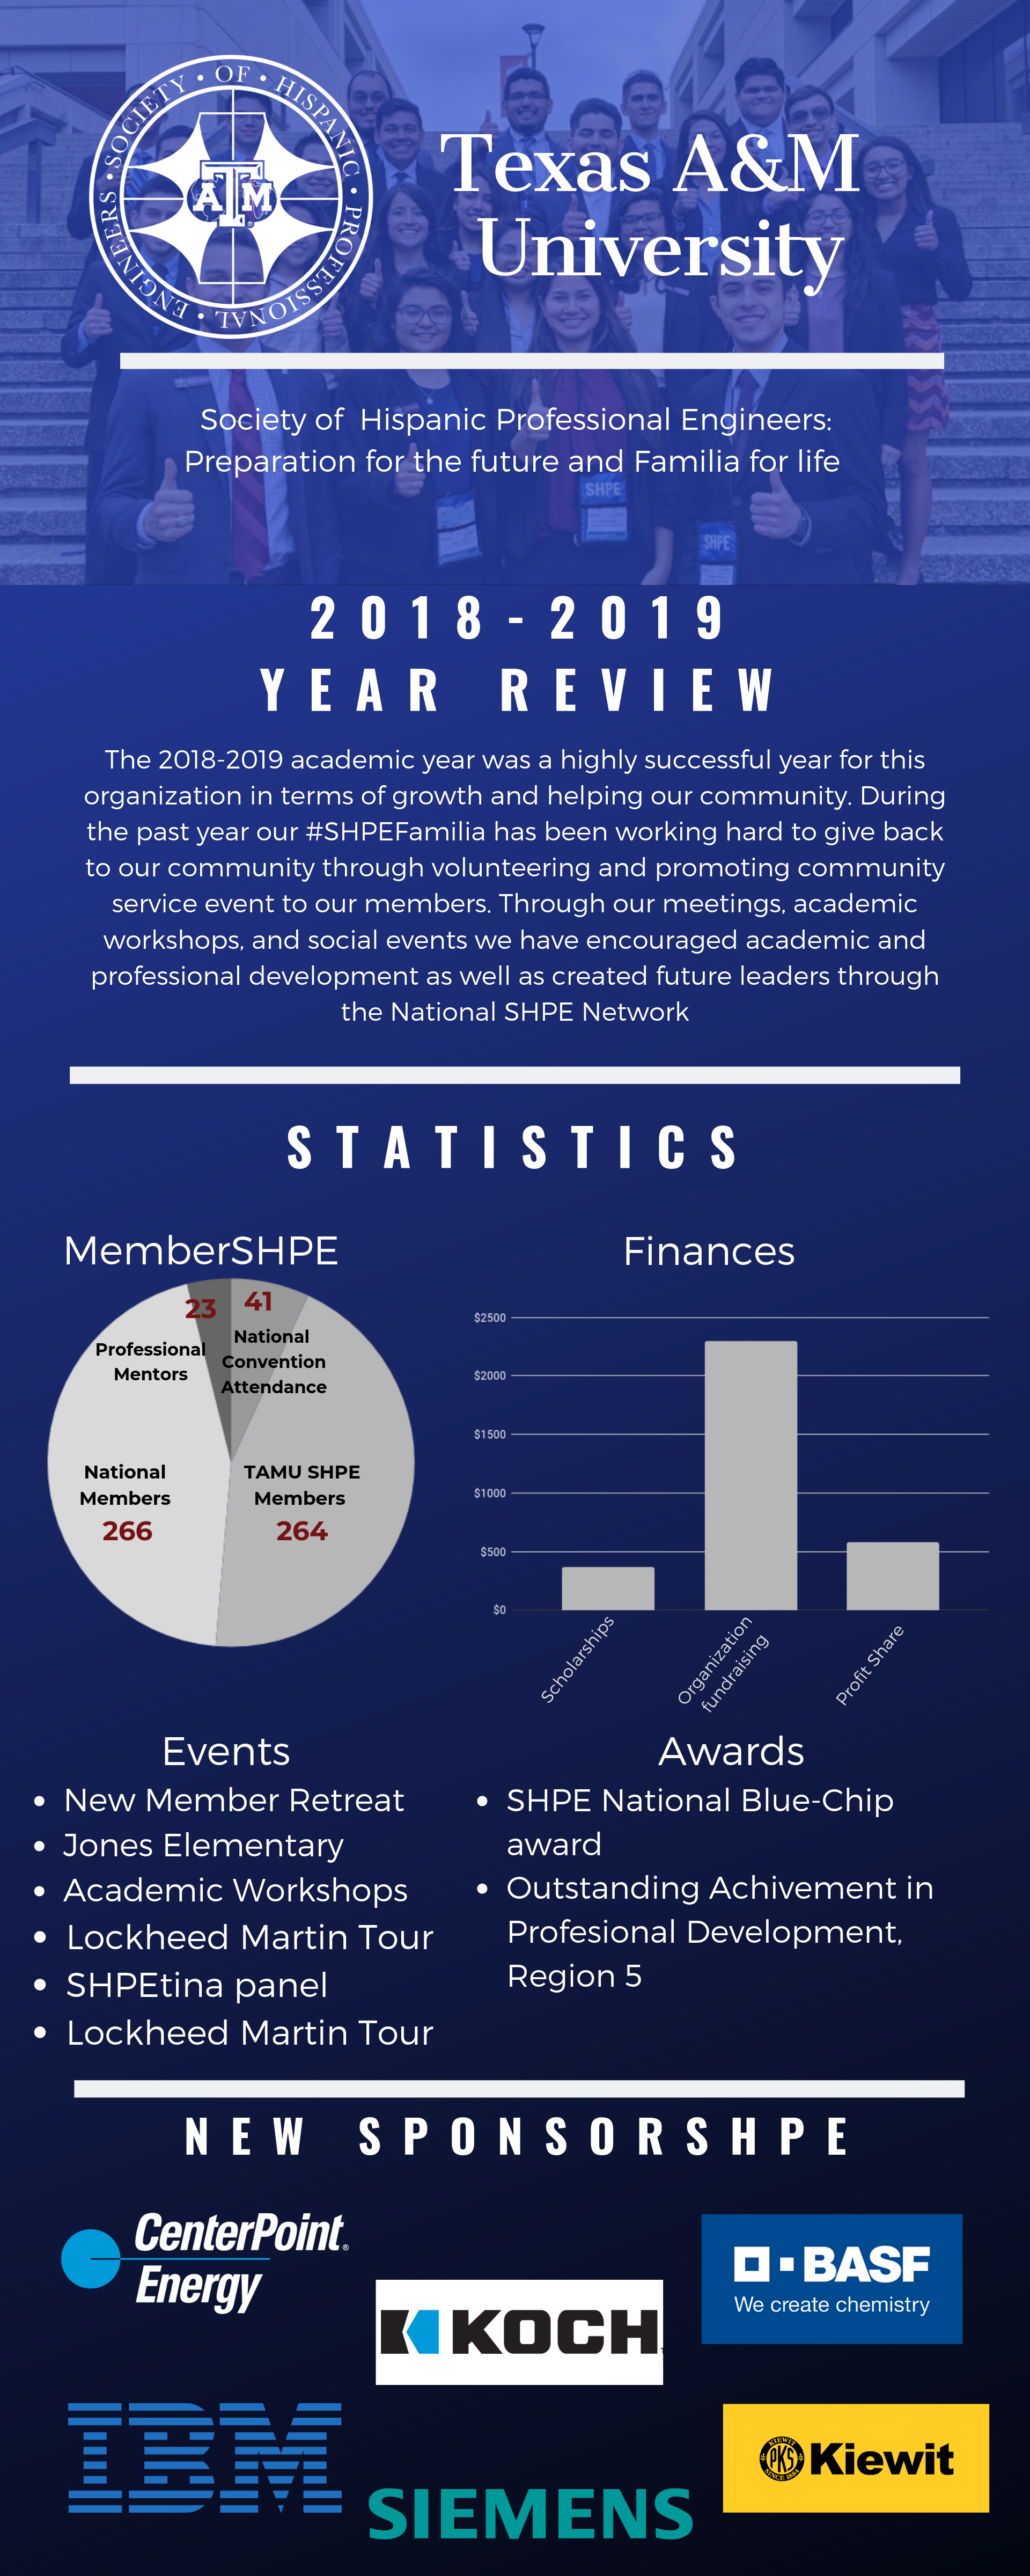 SOCIETY • OF • HISPANIC • PROFESSIONAL • ENGINEERS •
ATM
Texas A&M
University
Society of Hispanic Professional Engineers:
Preparation for the future and Familia for life
SHPE
SHPE
2018-2019
YEAR REVIEW
The 2018-2019 academic year was a highly successful year for this
organization in terms of growth and helping our community. During
the past year our #SHPEFamilia has been working hard to give back
to our community through volunteering and promoting community
service event to our members. Through our meetings, academic
workshops, and social events we have encouraged academic and
professional development as well as created future leaders through
the National SHPE Network
STATISTICS
MemberSHPE
23
41
Professional
Mentors
National
Convention
Attendance
National
Members
266
TAMU SHPE
Members
264
Finances
$2500
$2000
$1500
$1000
$500
$0
Scholarships
Organization
fundraising
Profit Share
Events
• New Member Retreat
• Jones Elementary
• Academic Workshops
• Lockheed Martin Tour
• SHPEtina panel
• Lockheed Martin Tour
Awards
• SHPE National Blue-Chip
award
• Outstanding Achivement in
Profesional Development,
Region 5
NEW SPONSORSHPE
CenterPoint®
Energy
KOCH
BASF
We create chemistry
IBM
SIEMENS
KIEWIT
PKS
SINCE 1884
Kiewit